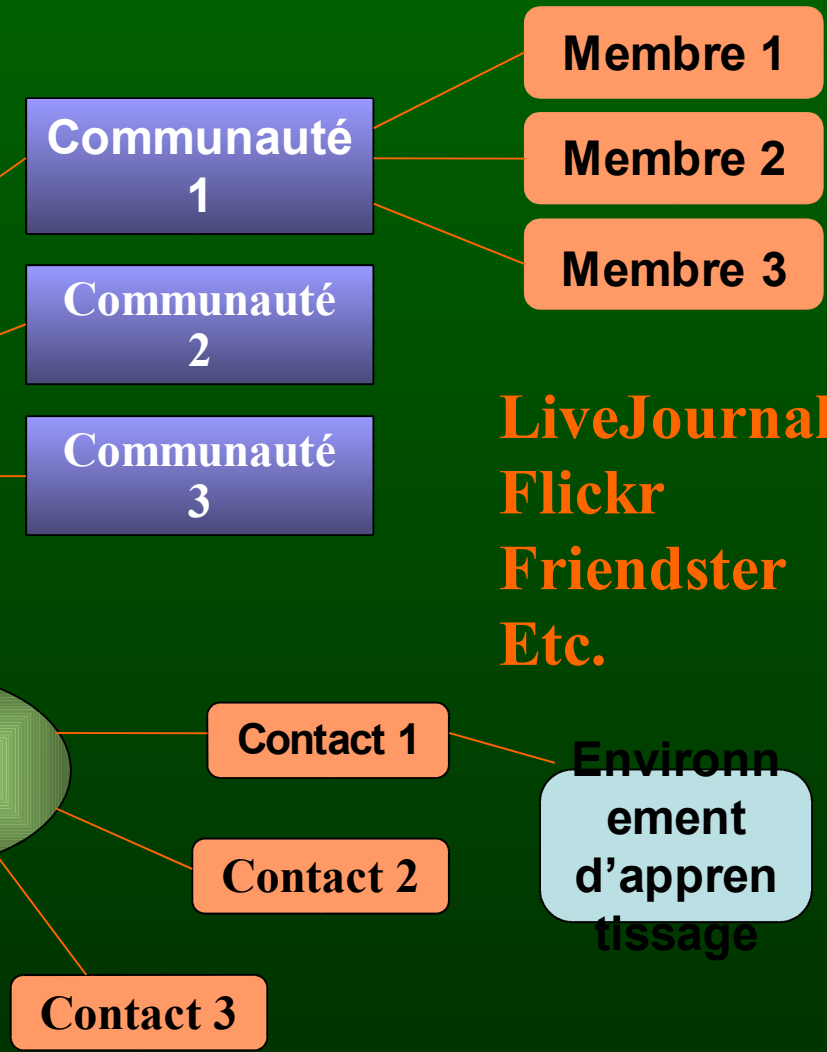 Membre 1
Communauté
1
Membre 2
Membre 3
Communauté
2
Communauté
3
LiveJournal
Flickr
Friendster
Etc.
Contact 1
Environn
ement
d’appren
tissage
Contact 2
Contact 3